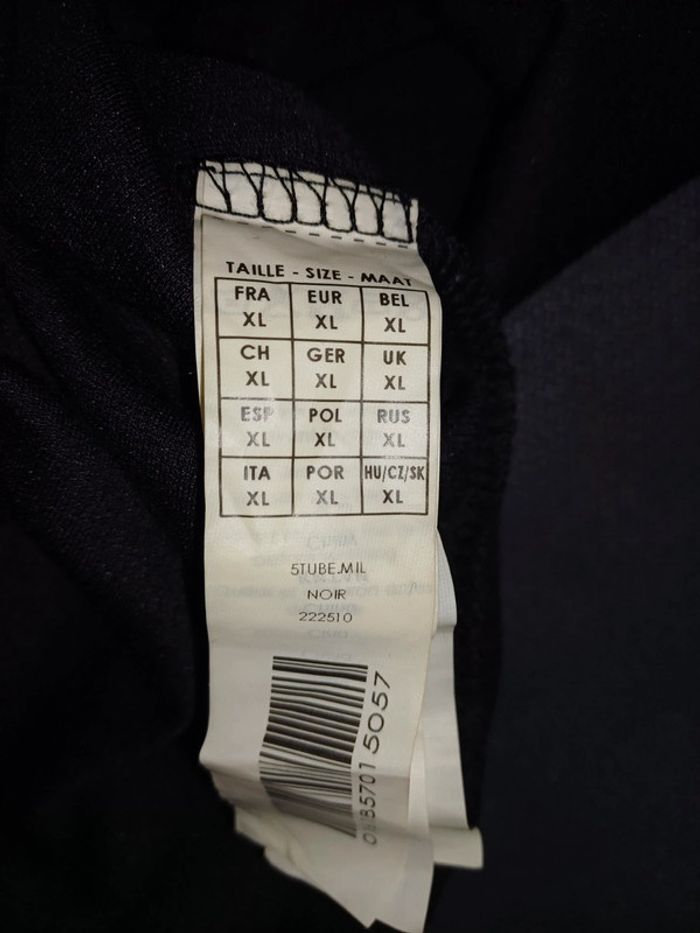 TAILLE - SIZE - MAAT
FRA EUR BEL
XL XL XL
CH GER UK
XL XL XL
ESP POL RUS
XL XL XL
ITA POR HU/CZ/SK
XL XL XL
China
5TUBE.MIL
NOIR
222510
5057